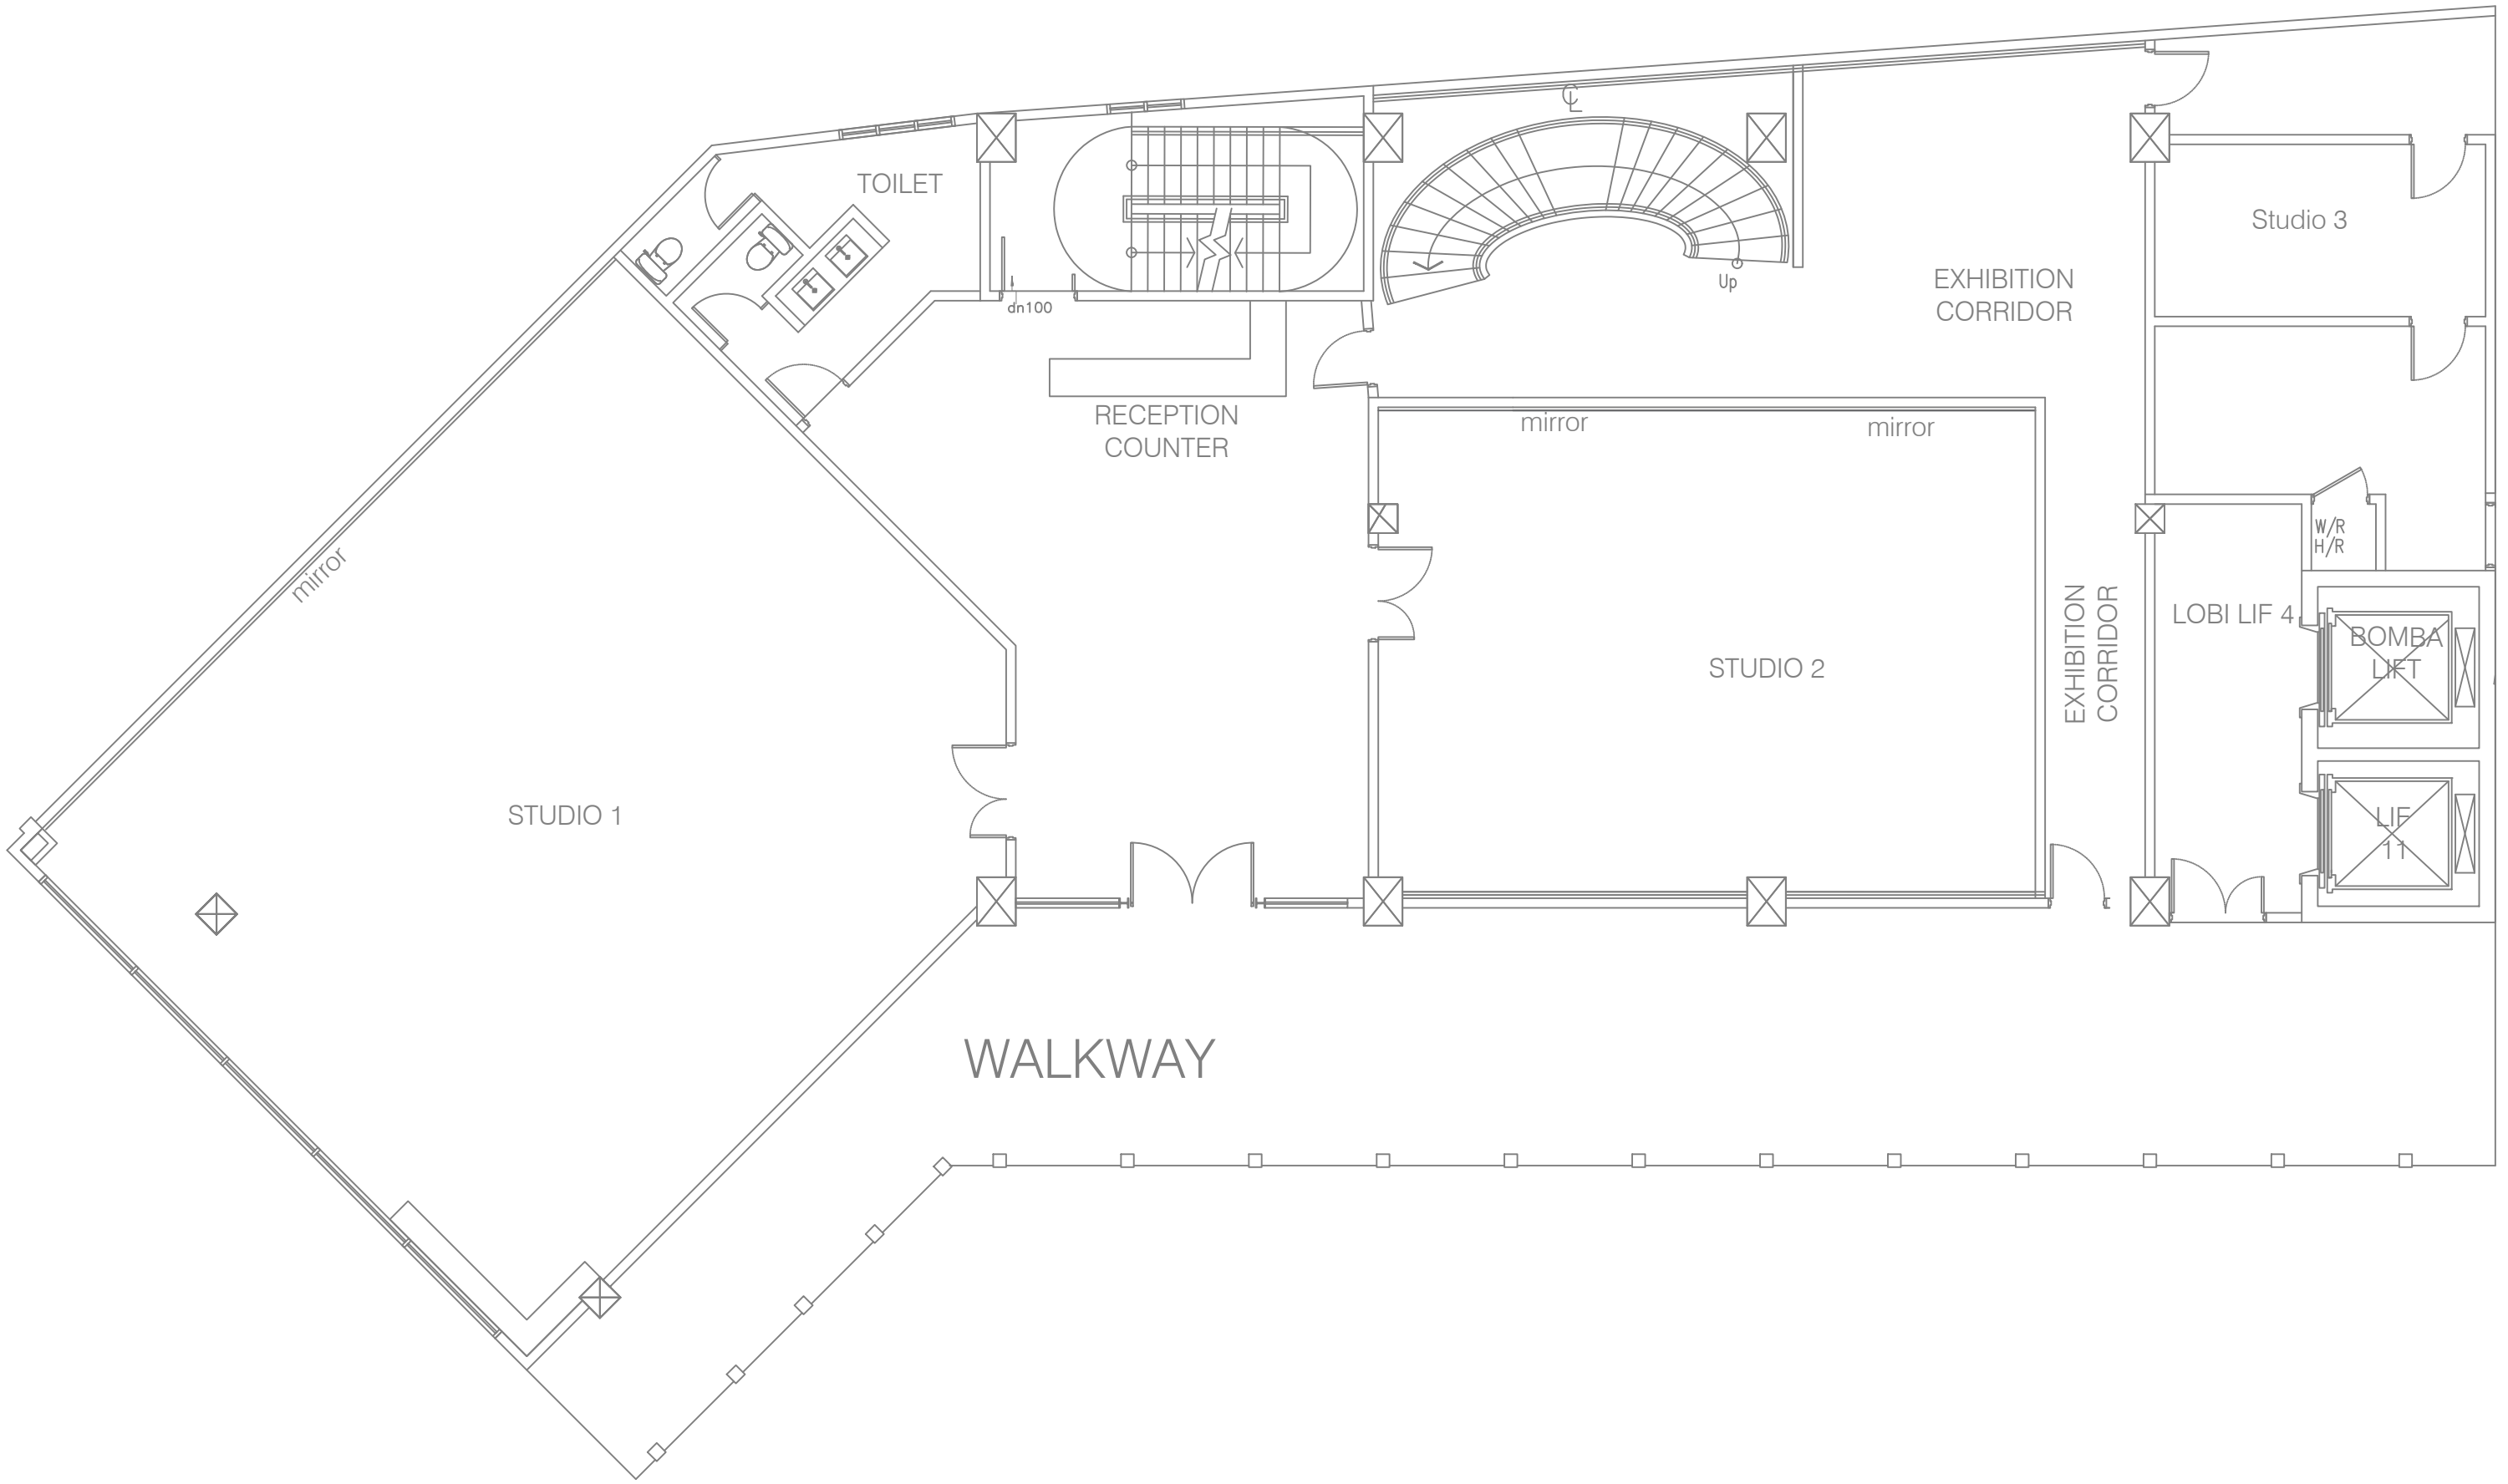 TOILET
CL
Studio 3
Up
EXHIBITION
CORRIDOR
dn100
RECEPTION
COUNTER
mirror
mirror
mirror
W/R
H/R
EXHIBITION
CORRIDOR
LOBI LIF 4
BOMBA
LIFT
STUDIO 2
STUDIO 1
LIF
11
WALKWAY